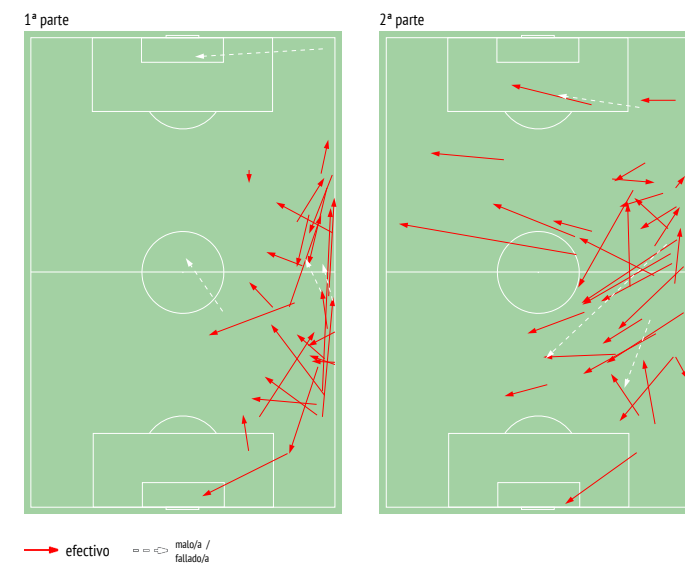 1ª parte
2ª parte
efectivo
malo/a /
fallado/a